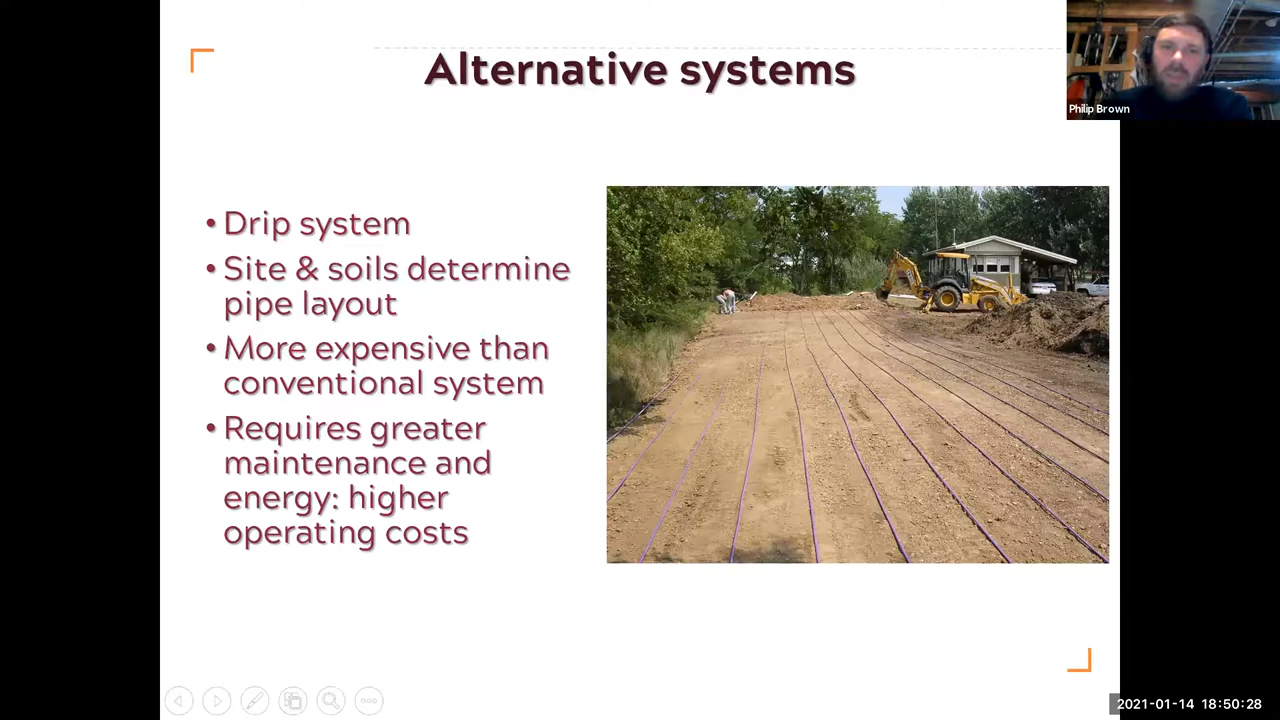 Alternative systems
Philip Brown
• Drip system
• Site & soils determine
pipe layout
• More expensive than
conventional system
• Requires greater
maintenance and
energy: higher
operating costs
2021-01-14 18:50:28